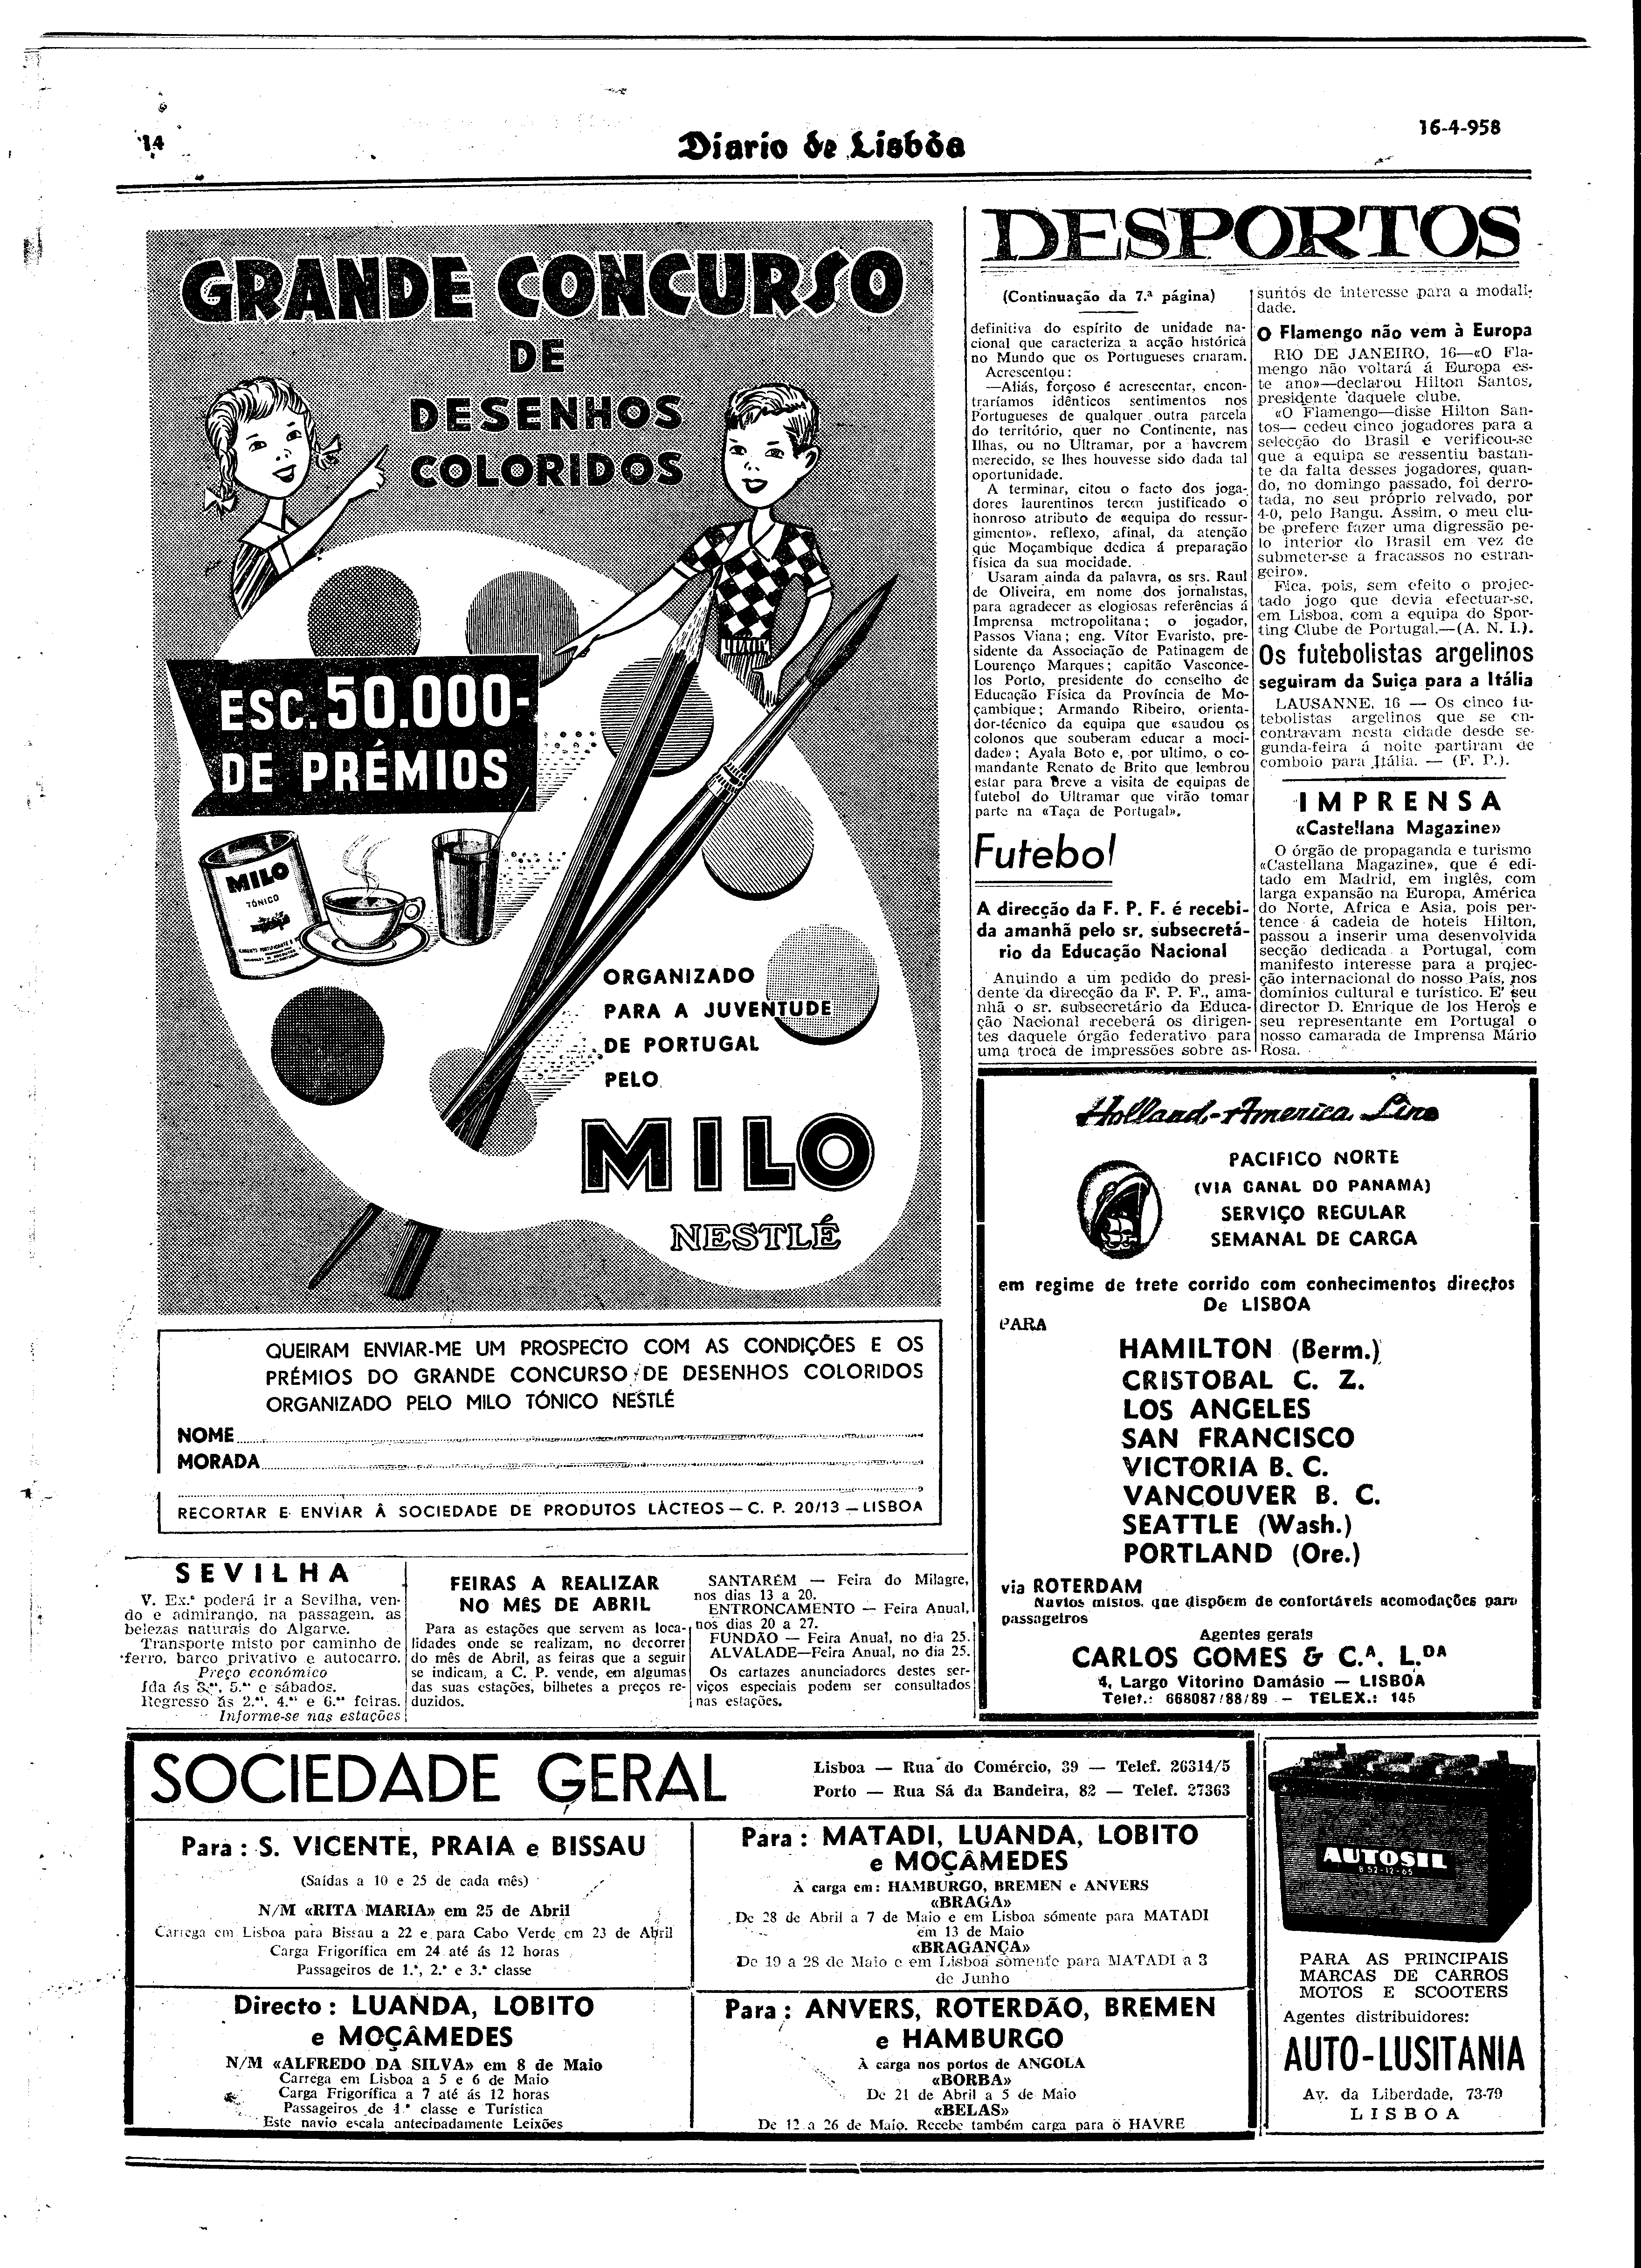 14
Diario de Lisbôa
16-4-958
GRANDE CONCURSO
DE
DESENHOS
COLORIDOS
ESC. 50.000-
DE PRÉMIOS
MILO
TÓNICO
ORGANIZADO
PARA A JUVENTUDE
DE PORTUGAL
PELO
MILO
NESTLÉ
QUEIRAM ENVIAR-ME UM PROSPECTO COM AS CONDIÇÕES E OS
PRÉMIOS DO GRANDE CONCURSO DE DESENHOS COLORIDOS
ORGANIZADO PELO MILO TÓNICO NESTLÉ
NOME
MORADA
RECORTAR E ENVIAR Â SOCIEDADE DE PRODUTOS LÁCTEOS — C. P. 20/13 — LISBOA
DESPORTOS
(Continuação da 7.ª página)
definitiva do espírito de unidade na-
cional que caracteriza a acção histórica
no Mundo que os Portugueses criaram.
Acrescentou:
—Aliás, forçoso é acrescentar, encon-
traríamos idênticos sentimentos nos
Portugueses de qualquer outra parcela
do território, quer no Continente, nas
Ilhas, ou no Ultramar, por a haverem
merecido, se lhes houvesse sido dada tal
oportunidade.
A terminar, citou o facto dos joga-
dores laurentinos terem justificado o
honroso atributo de «equipa do ressur-
gimento», reflexo, afinal, da atenção
que Moçambique dedica á preparação
física da sua mocidade.
Usaram ainda da palavra, os srs. Raul
de Oliveira, em nome dos jornalistas,
para agradecer as elogiosas referências á
Imprensa metropolitana; o jogador,
Passos Viana; eng. Vítor Evaristo, pre-
sidente da Associação de Patinagem de
Lourenço Marques; capitão Vasconce-
los Porto, presidente do conselho de
Educação Física da Província de Mo-
çambique; Armando Ribeiro, orienta-
dor-técnico da equipa que «saudou os
colonos que souberam educar a moci-
dade»; Ayala Boto e, por ultimo, o co-
mandante Renato de Brito que lembrou
estar para breve a visita de equipas de
futebol do Ultramar que virão tomar
parte na «Taça de Portugal».
Futebol
A direcção da F. P. F. é recebi-
da amanhã pelo sr. subsecretá-
rio da Educação Nacional
Anuindo a um pedido do presi-
dente da direcção da F. P. F., ama-
nhã o sr. subsecretário da Educa-
ção Nacional receberá os dirigen-
tes daquele órgão federativo para
uma troca de impressões sobre as-
suntos de interesse para a modali-
dade.
O Flamengo não vem à Europa
RIO DE JANEIRO, 16—«O Fla-
mengo não voltará á Europa es-
te ano»—declarou Hilton Santos,
presidente daquele clube.
«O Flamengo—disse Hilton San-
tos— cedeu cinco jogadores para a
selecção do Brasil e verificou-se
que a equipa se ressentiu bastan-
te da falta desses jogadores, quan-
do, no domingo passado, foi derro-
tada, no seu próprio relvado, por
4-0, pelo Bangu. Assim, o meu clu-
be prefere fazer uma digressão pe-
lo interior do Brasil em vez de
submeter-se a fracassos no estran-
geiro».
Fica, pois, sem efeito o projec-
tado jogo que devia efectuar-se,
em Lisboa, com a equipa do Spor-
ting Clube de Portugal.—(A. N. I.).
Os futebolistas argelinos
seguiram da Suiça para a Itália
LAUSANNE, 16 — Os cinco fu-
tebolistas argelinos que se en-
contravam nesta cidade desde se-
gunda-feira á noite partiram de
comboio para Itália. — (F. P.).
IMPRENSA
«Castellana Magazine»
O órgão de propaganda e turismo
«Castellana Magazine», que é edi-
tado em Madrid, em inglês, com
larga expansão na Europa, América
do Norte, Africa e Asia, pois per-
tence á cadeia de hoteis Hilton,
passou a inserir uma desenvolvida
secção dedicada a Portugal, com
manifesto interesse para a projec-
ção internacional do nosso País, nos
domínios cultural e turístico. E' seu
director D. Enrique de los Heros e
seu representante em Portugal o
nosso camarada de Imprensa Mário
Rosa.
Holland-America Line
PACIFICO NORTE
(VIA CANAL DO PANAMA)
SERVIÇO REGULAR
SEMANAL DE CARGA
em regime de frete corrido com conhecimentos directos
De LISBOA
PARA
HAMILTON (Berm.)
CRISTOBAL C. Z.
LOS ANGELES
SAN FRANCISCO
VICTORIA B. C.
VANCOUVER B. C.
SEATTLE (Wash.)
PORTLAND (Ore.)
via ROTERDAM
Navios mistos, que dispõem de confortáveis acomodações para
passageiros
Agentes gerais
CARLOS GOMES & C.ª. L.DA
4, Largo Vitorino Damásio — LISBOA
Telef.: 668087/88/89 — TELEX.: 145
SEVILHA
V. Ex.ª poderá ir a Sevilha, ven-
do e admirando, na passagem, as
belezas naturais do Algarve.
Transporte misto por caminho de
ferro, barco privativo e autocarro.
Preço económico
Ida ás 3.ªˢ, 5.ªˢ e sábados.
Regresso ás 2.ªˢ, 4.ªˢ e 6.ªˢ feiras.
Informe-se nas estações
FEIRAS A REALIZAR
NO MÊS DE ABRIL
Para as estações que servem as loca-
lidades onde se realizam, no decorrer
do mês de Abril, as feiras que a seguir
se indicam, a C. P. vende, em algumas
das suas estações, bilhetes a preços re-
duzidos.
SANTARÉM — Feira do Milagre,
nos dias 13 a 20.
ENTRONCAMENTO — Feira Anual,
nos dias 20 a 27.
FUNDÃO — Feira Anual, no dia 25.
ALVALADE—Feira Anual, no dia 25.
Os cartazes anunciadores destes ser-
viços especiais podem ser consultados
nas estações.
SOCIEDADE GERAL
Lisboa — Rua do Comércio, 39 — Telef. 26314/5
Porto — Rua Sá da Bandeira, 82 — Telef. 27363
Para: S. VICENTE, PRAIA e BISSAU
(Saídas a 10 e 25 de cada mês)
N/M «RITA MARIA» em 25 de Abril
Carrega em Lisboa para Bissau a 22 e para Cabo Verde em 23 de Abril
Carga Frigorífica em 24 até ás 12 horas
Passageiros de 1.ª, 2.ª e 3.ª classe
Para: MATADI, LUANDA, LOBITO
e MOÇÂMEDES
À carga em: HAMBURGO, BREMEN e ANVERS
«BRAGA»
De 28 de Abril a 7 de Maio e em Lisboa sómente para MATADI
em 13 de Maio
«BRAGANÇA»
De 19 a 28 de Maio e em Lisboa somente para MATADI a 3
de Junho
Directo: LUANDA, LOBITO
e MOÇÂMEDES
N/M «ALFREDO DA SILVA» em 8 de Maio
Carrega em Lisboa a 5 e 6 de Maio
Carga Frigorífica a 7 até ás 12 horas
Passageiros de 1.ª classe e Turística
Este navio escala antecipadamente Leixões
Para: ANVERS, ROTERDÃO, BREMEN
e HAMBURGO
À carga nos portos de ANGOLA
«BORBA»
De 21 de Abril a 5 de Maio
«BELAS»
De 12 a 26 de Maio. Recebe também carga para o HAVRE
AUTOSIL
B 52-12-65
PARA AS PRINCIPAIS
MARCAS DE CARROS
MOTOS E SCOOTERS
Agentes distribuidores:
AUTO-LUSITANIA
Av. da Liberdade, 73-79
LISBOA